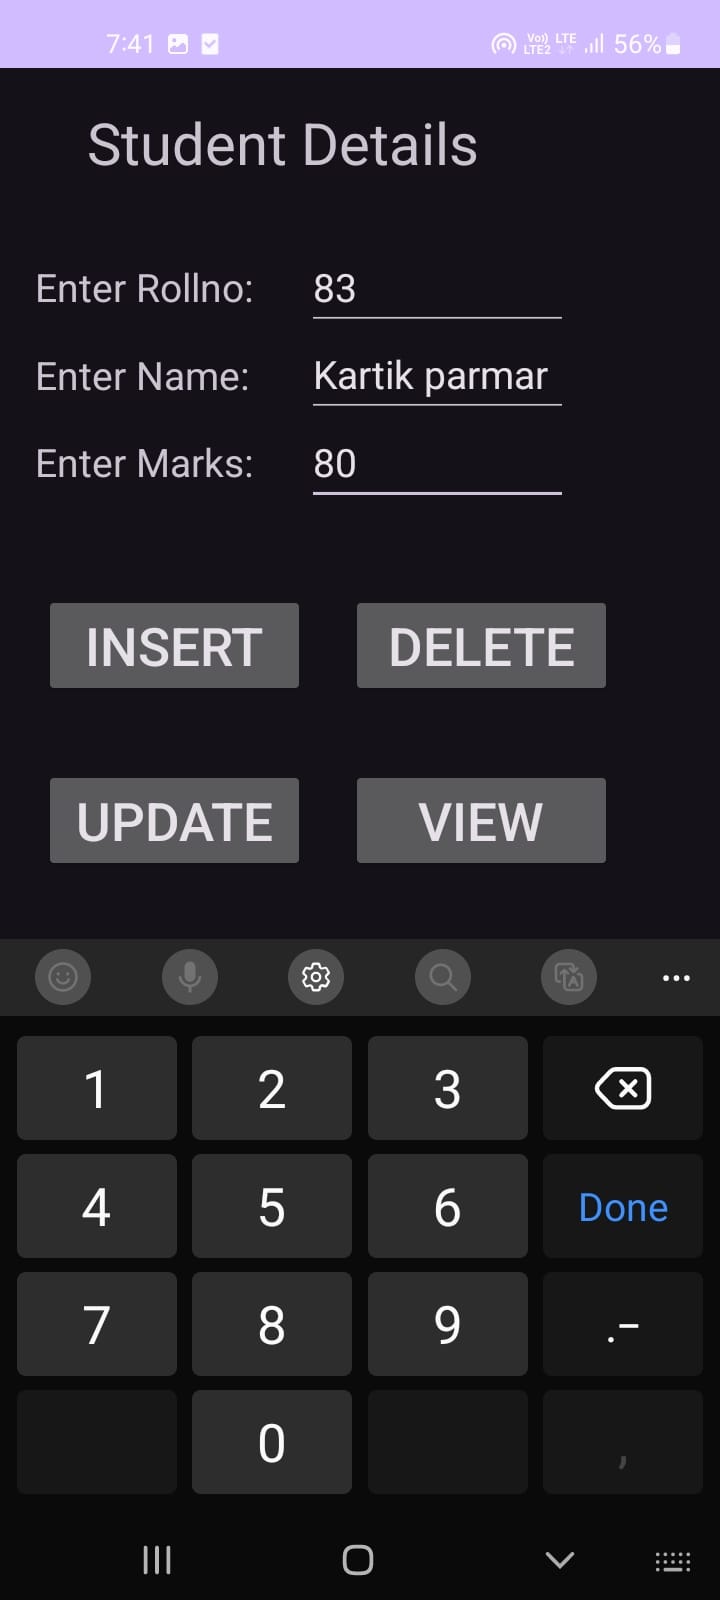 7:41 Vo) LTE LTE2 56%
Student Details
Enter Rollno: 83
Enter Name: Kartik parmar
Enter Marks: 80
INSERT DELETE
UPDATE VIEW
1 2 3
4 5 6 Done
7 8 9 .-
0 ,